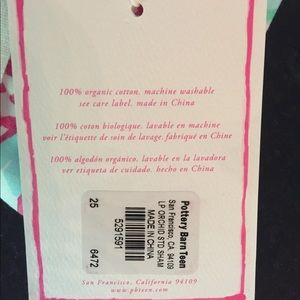 100% organic cotton. machine washable
see care label. made in China
100% coton biologique. lavable en machine
voir l'étiquette de soin de lavage. fabriqué en Chine
100% algodón orgánico. lavable en la lavadora
ver etiqueta de cuidado. hecho en China
Pottery Barn Teen
San Francisco, CA 94109
LP ORCHID STD SHAM
MADE IN CHINA
5291591
25 6472
San Francisco, California 94109
www.pbteen.com